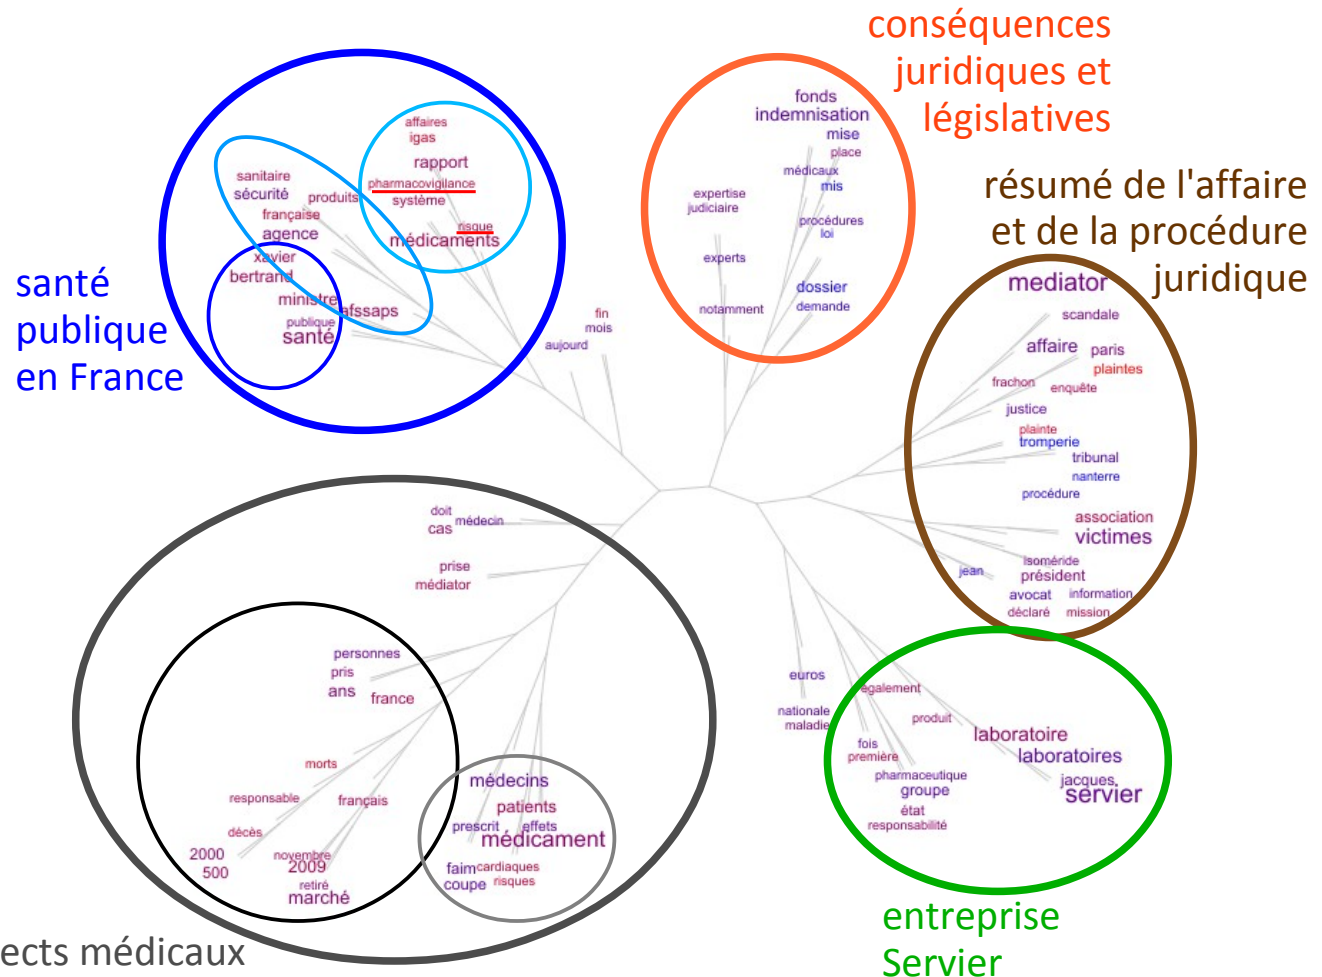 conséquences
juridiques et
législatives
affaires
igas
rapport
pharmacovigilance
système
risque
médicaments
sanitaire
sécurité
produits
française
agence
xavier
bertrand
ministre
afssaps
publique
santé
santé
publique
en France
fin
mois
aujourd
fonds
indemnisation
mise
place
médicaux
mis
expertise
judiciaire
procédures
loi
experts
dossier
demande
notamment
résumé de l'affaire
et de la procédure
juridique
mediator
scandale
affaire
paris
plaintes
frachon
enquête
justice
plainte
tromperie
tribunal
nanterre
procédure
association
victimes
isoméride
jean
président
avocat
information
déclaré
mission
doit
cas
médecin
prise
médiator
personnes
pris
ans
france
morts
responsable
français
décès
2000
500
novembre
2009
retiré
marché
médecins
patients
prescrit
effets
médicament
faim
cardiaques
coupe
risques
ects médicaux
euros
nationale
maladie
également
produit
laboratoire
laboratoires
fois
première
pharmaceutique
groupe
jacques
servier
état
responsabilité
entreprise
Servier